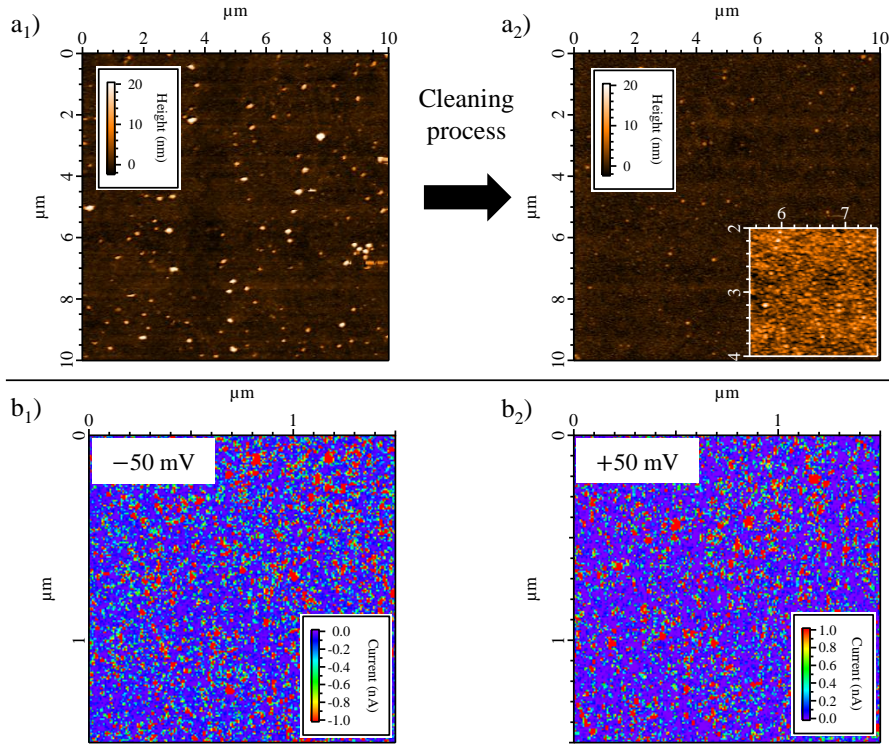 µm
a1)
0 2 4 6 8 10
0
2
4
6
8
10
µm
20
10
0
Height (nm)
Cleaning
process
µm
a2)
0 2 4 6 8 10
0
2
4
6
8
10
µm
20
10
0
Height (nm)
6 7
2
3
4
µm
b1)
0 1
0
1
µm
−50 mV
0.0
-0.2
-0.4
-0.6
-0.8
-1.0
Current (nA)
µm
b2)
0 1
0
1
µm
+50 mV
1.0
0.8
0.6
0.4
0.2
0.0
Current (nA)